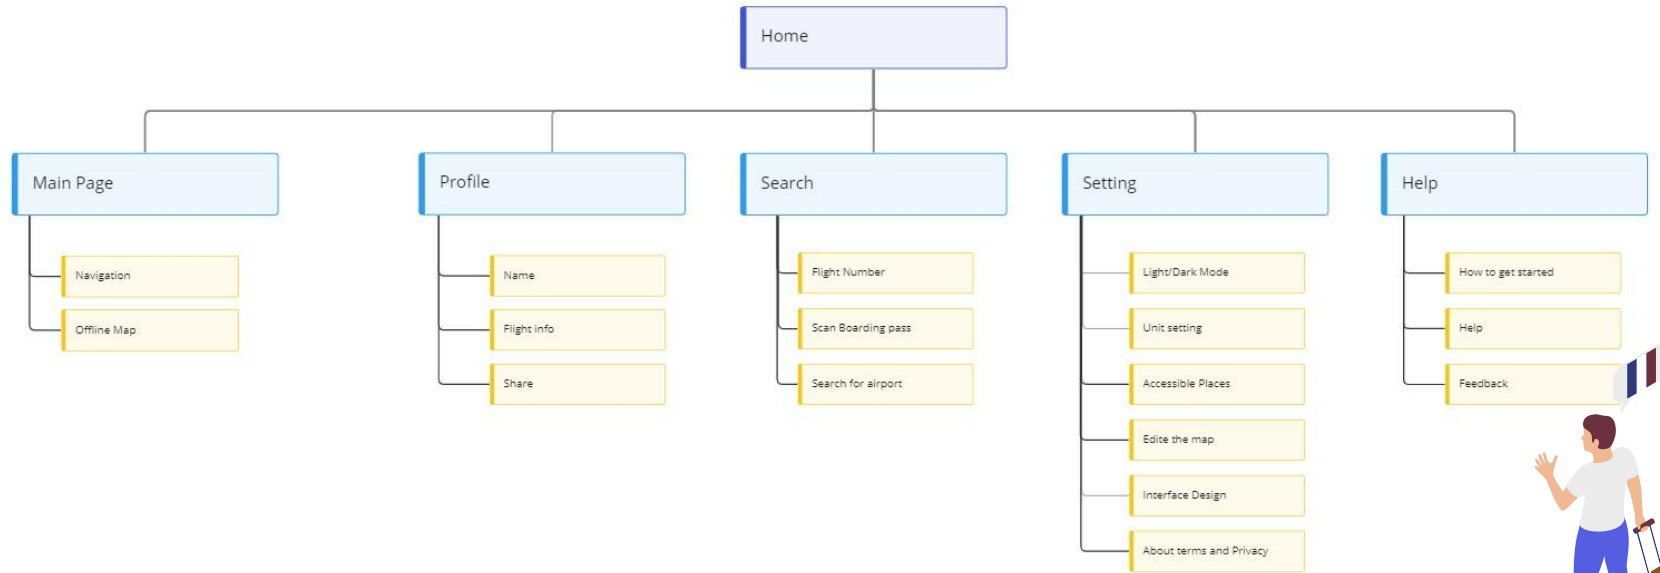 Home
Main Page
Navigation
Offline Map
Profile
Name
Flight info
Share
Search
Flight Number
Scan Boarding pass
Search for airport
Setting
Light/Dark Mode
Unit setting
Accessible Places
Edite the map
Interface Design
About terms and Privacy
Help
How to get started
Help
Feedback